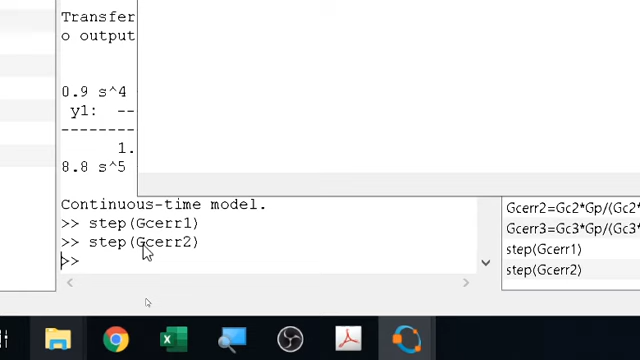 Transfer
o output
0.9 s^4
y1: --
--------
1.
8.8 s^5
Continuous-time model.
>> step(Gcerr1)
>> step(Gcerr2)
>>
Gcerr2=Gc2*Gp/(Gc2*
Gcerr3=Gc3*Gp/(Gc3*
step(Gcerr1)
step(Gcerr2)